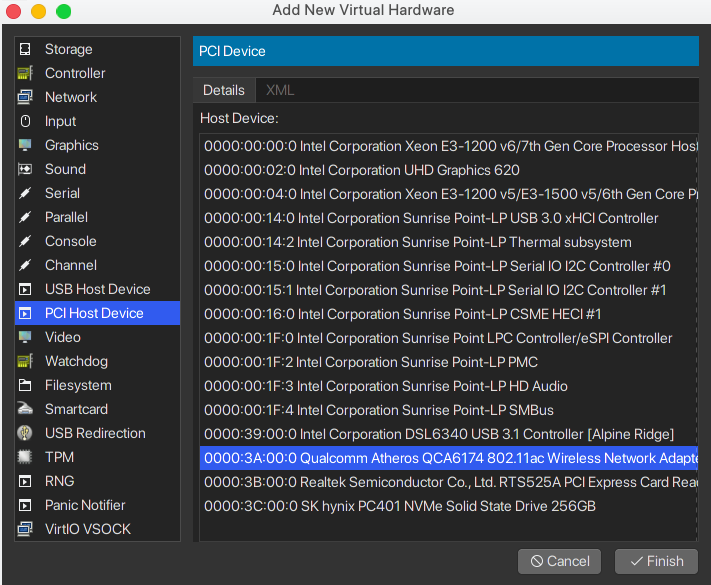 Add New Virtual Hardware
Storage
Controller
Network
Input
Graphics
Sound
Serial
Parallel
Console
Channel
USB Host Device
PCI Host Device
Video
Watchdog
Filesystem
Smartcard
USB Redirection
TPM
RNG
Panic Notifier
VirtIO VSOCK
PCI Device
Details
XML
Host Device:
0000:00:00:0 Intel Corporation Xeon E3-1200 v6/7th Gen Core Processor Host
0000:00:02:0 Intel Corporation UHD Graphics 620
0000:00:04:0 Intel Corporation Xeon E3-1200 v5/E3-1500 v5/6th Gen Core Pr
0000:00:14:0 Intel Corporation Sunrise Point-LP USB 3.0 xHCI Controller
0000:00:14:2 Intel Corporation Sunrise Point-LP Thermal subsystem
0000:00:15:0 Intel Corporation Sunrise Point-LP Serial IO I2C Controller #0
0000:00:15:1 Intel Corporation Sunrise Point-LP Serial IO I2C Controller #1
0000:00:16:0 Intel Corporation Sunrise Point-LP CSME HECI #1
0000:00:1F:0 Intel Corporation Sunrise Point LPC Controller/eSPI Controller
0000:00:1F:2 Intel Corporation Sunrise Point-LP PMC
0000:00:1F:3 Intel Corporation Sunrise Point-LP HD Audio
0000:00:1F:4 Intel Corporation Sunrise Point-LP SMBus
0000:39:00:0 Intel Corporation DSL6340 USB 3.1 Controller [Alpine Ridge]
0000:3A:00:0 Qualcomm Atheros QCA6174 802.11ac Wireless Network Adapte
0000:3B:00:0 Realtek Semiconductor Co., Ltd. RTS525A PCI Express Card Rea
0000:3C:00:0 SK hynix PC401 NVMe Solid State Drive 256GB
Cancel
Finish